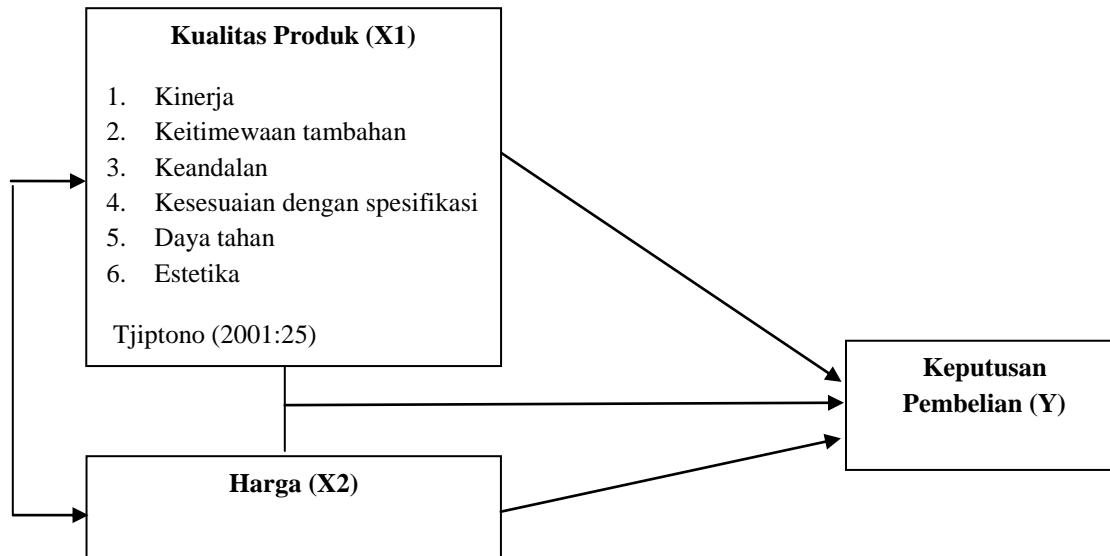 Kualitas Produk (X1)
1. Kinerja
2. Keitimewaan tambahan
3. Keandalan
4. Kesesuaian dengan spesifikasi
5. Daya tahan
6. Estetika
Tjiptono (2001:25)
Keputusan
Pembelian (Y)
Harga (X2)